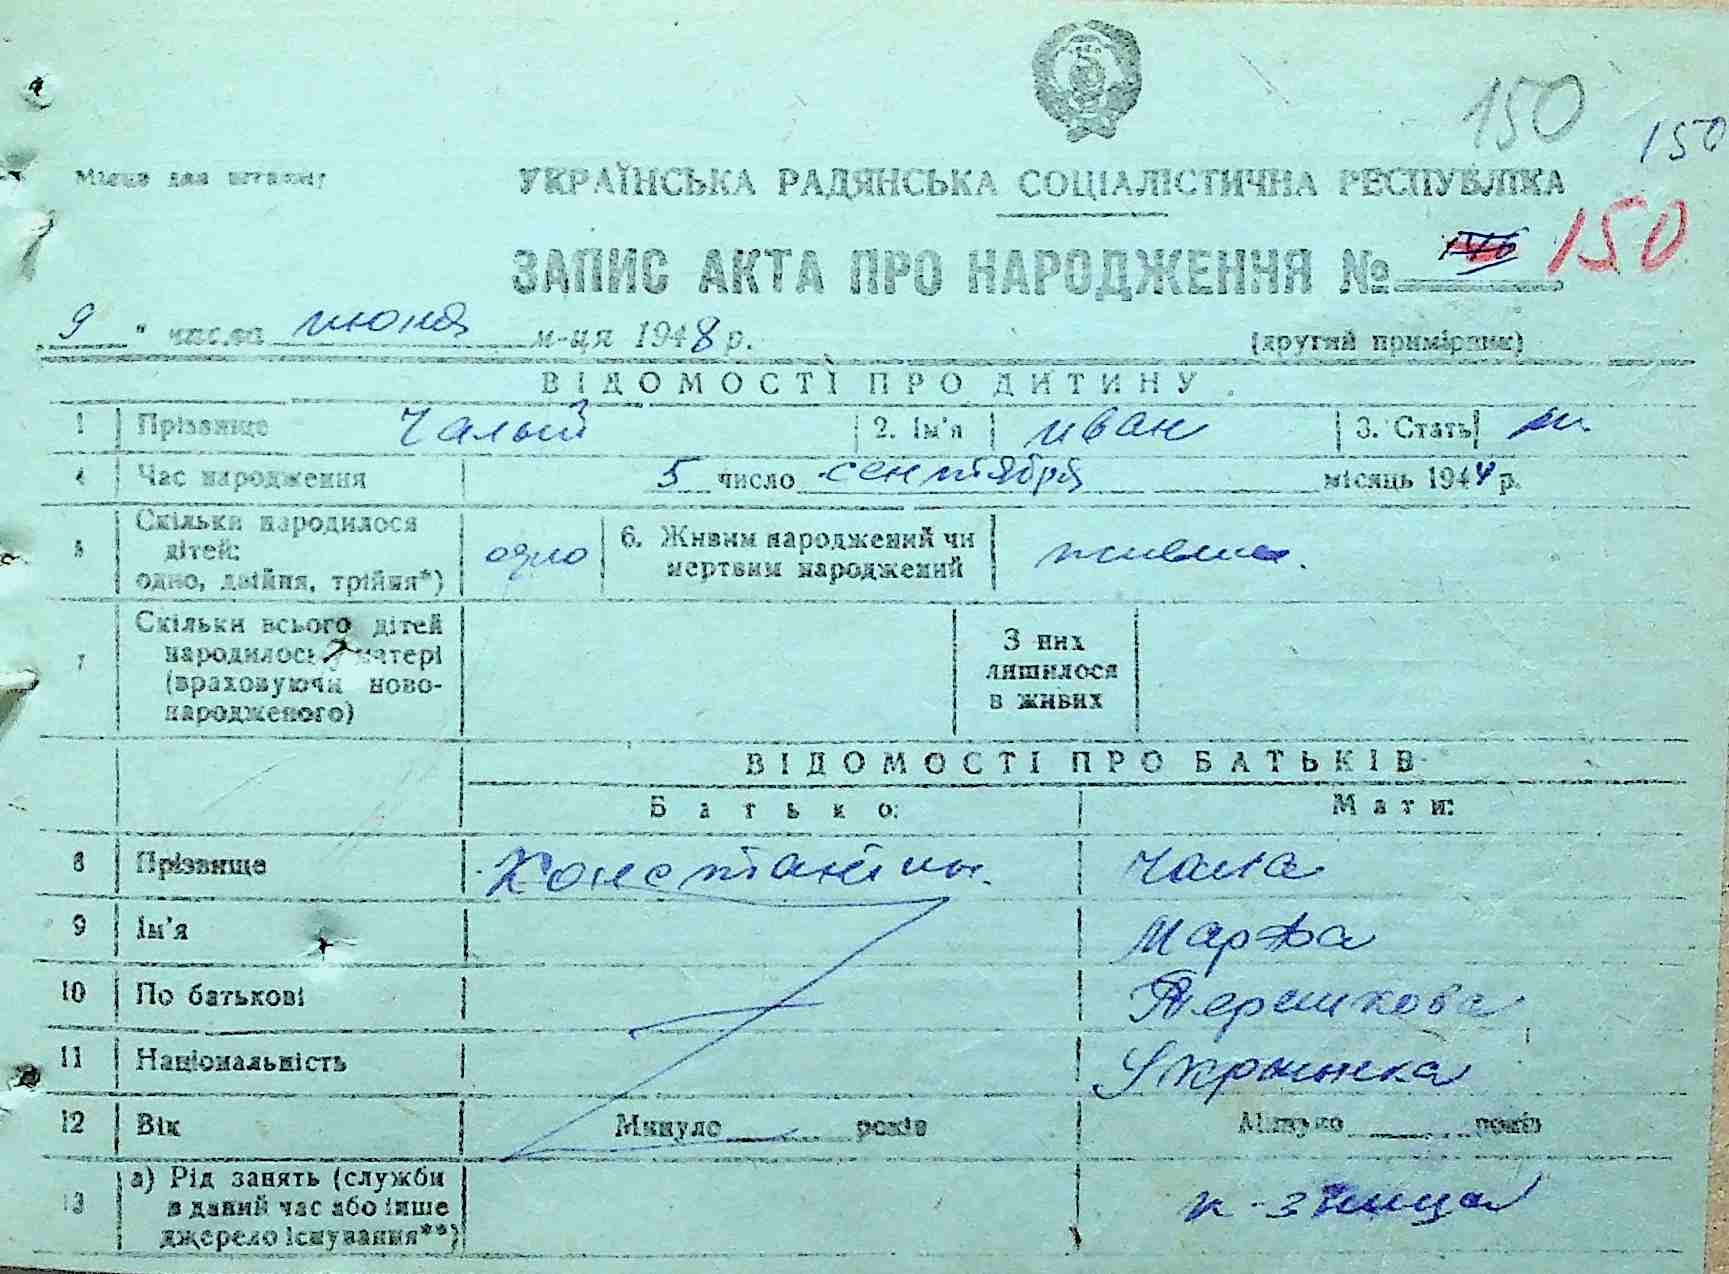 150
150
Місце для штампу
УКРАЇНСЬКА РАДЯНСЬКА СОЦІАЛІСТИЧНА РЕСПУБЛІКА
ЗАПИС АКТА ПРО НАРОДЖЕННЯ № 150
9 " числа июня м-ця 1948 р.
(другий примірник)
ВІДОМОСТІ ПРО ДИТИНУ
1 Прізвище Чалый 2. Ім'я Иван 3. Стать м.
4 Час народження 5 число сентября місяць 1944 р.
5 Скільки народилося дітей: одно, двійня, трійня*) одно 6. Живим народжений чи мертвим народжений живым.
7 Скільки всього дітей народилось у матері (враховуючи новонародженого) З них лишилося в живих
ВІДОМОСТІ ПРО БАТЬКІВ
Батько: Мати:
8 Прізвище Константин. Чала
9 Ім'я Марфа
10 По батькові
11 Національність Украинка
12 Вік Минуло років Минуло років
13 а) Рід занять (служби в даний час або інше джерело існування**) к-зница